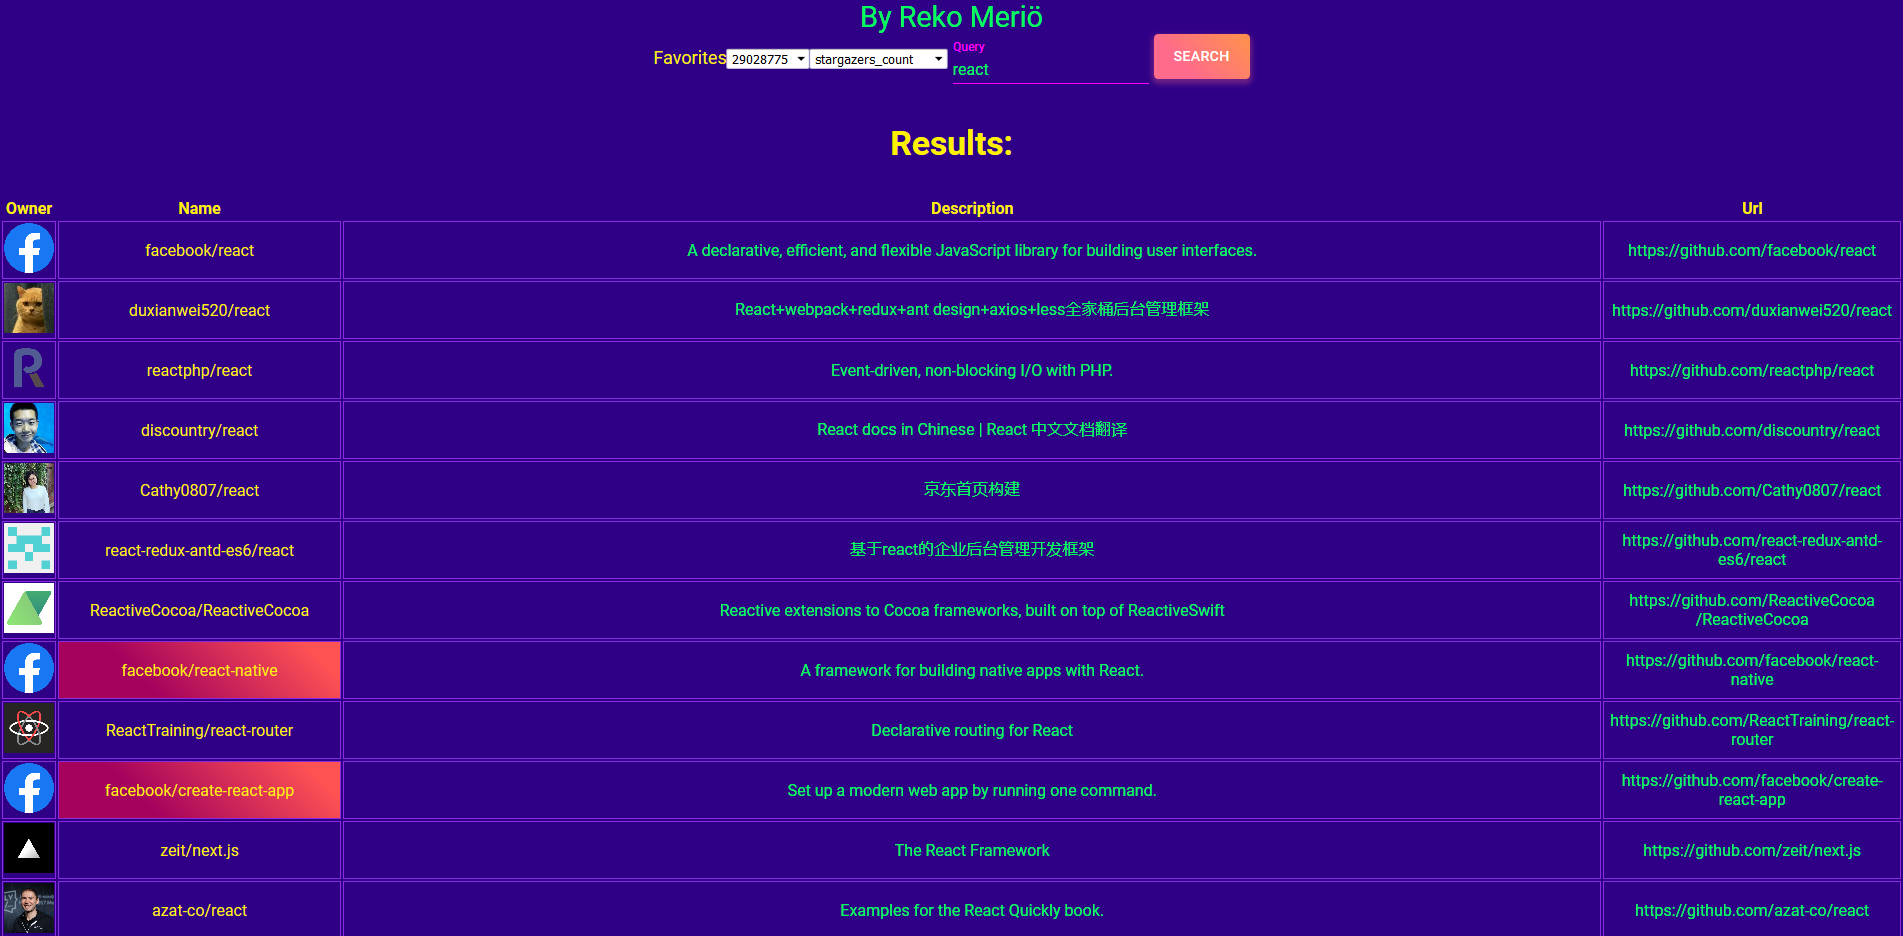 By Reko Meriö
Favorites 29028775 stargazers_count Query react SEARCH
Results:
Owner Name Description Url
facebook/react A declarative, efficient, and flexible JavaScript library for building user interfaces. https://github.com/facebook/react
duxianwei520/react React+webpack+redux+ant design+axios+less全家桶后台管理框架 https://github.com/duxianwei520/react
reactphp/react Event-driven, non-blocking I/O with PHP. https://github.com/reactphp/react
discountry/react React docs in Chinese | React 中文文档翻译 https://github.com/discountry/react
Cathy0807/react 京东首页构建 https://github.com/Cathy0807/react
react-redux-antd-es6/react 基于react的企业后台管理开发框架 https://github.com/react-redux-antd-
es6/react
ReactiveCocoa/ReactiveCocoa Reactive extensions to Cocoa frameworks, built on top of ReactiveSwift https://github.com/ReactiveCocoa
/ReactiveCocoa
facebook/react-native A framework for building native apps with React. https://github.com/facebook/react-
native
ReactTraining/react-router Declarative routing for React https://github.com/ReactTraining/react-
router
facebook/create-react-app Set up a modern web app by running one command. https://github.com/facebook/create-
react-app
zeit/next.js The React Framework https://github.com/zeit/next.js
azat-co/react Examples for the React Quickly book. https://github.com/azat-co/react